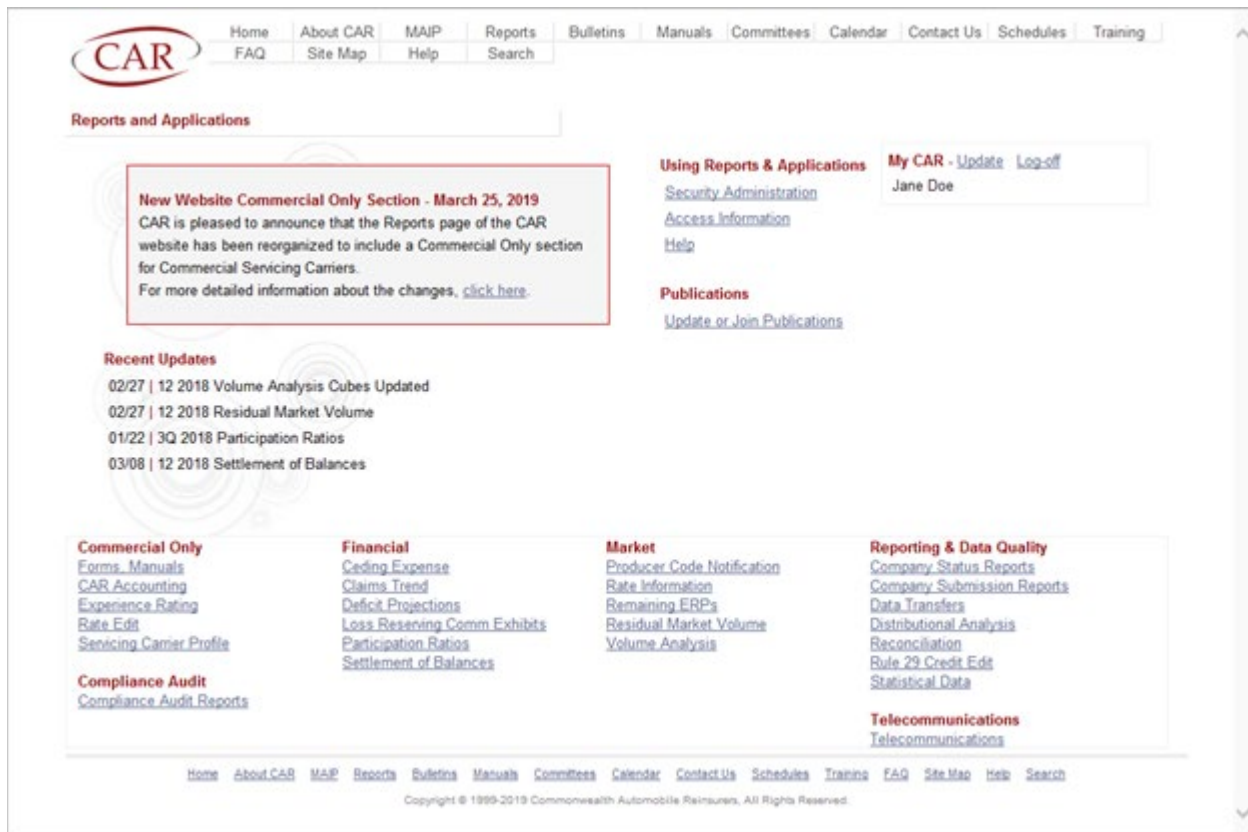 CAR
Home About CAR MAIP Reports Bulletins Manuals Committees Calendar Contact Us Schedules Training
FAQ Site Map Help Search
Reports and Applications
New Website Commercial Only Section - March 25, 2019
CAR is pleased to announce that the Reports page of the CAR
website has been reorganized to include a Commercial Only section
for Commercial Servicing Carriers.
For more detailed information about the changes, click here.
Recent Updates
02/27 | 12 2018 Volume Analysis Cubes Updated
02/27 | 12 2018 Residual Market Volume
01/22 | 3Q 2018 Participation Ratios
03/08 | 12 2018 Settlement of Balances
Using Reports & Applications
Security Administration
Access Information
Help
Publications
Update or Join Publications
My CAR - Update Log-off
Jane Doe
Commercial Only
Forms, Manuals
CAR Accounting
Experience Rating
Rate Edit
Servicing Carrier Profile
Compliance Audit
Compliance Audit Reports
Financial
Ceding Expense
Claims Trend
Deficit Projections
Loss Reserving Comm Exhibits
Participation Ratios
Settlement of Balances
Market
Producer Code Notification
Rate Information
Remaining ERPs
Residual Market Volume
Volume Analysis
Reporting & Data Quality
Company Status Reports
Company Submission Reports
Data Transfers
Distributional Analysis
Reconciliation
Rule 29 Credit Edit
Statistical Data
Telecommunications
Telecommunications
Home About CAR MAIP Reports Bulletins Manuals Committees Calendar Contact Us Schedules Training FAQ Site Map Help Search
Copyright © 1999-2019 Commonwealth Automobile Reinsurers, All Rights Reserved.